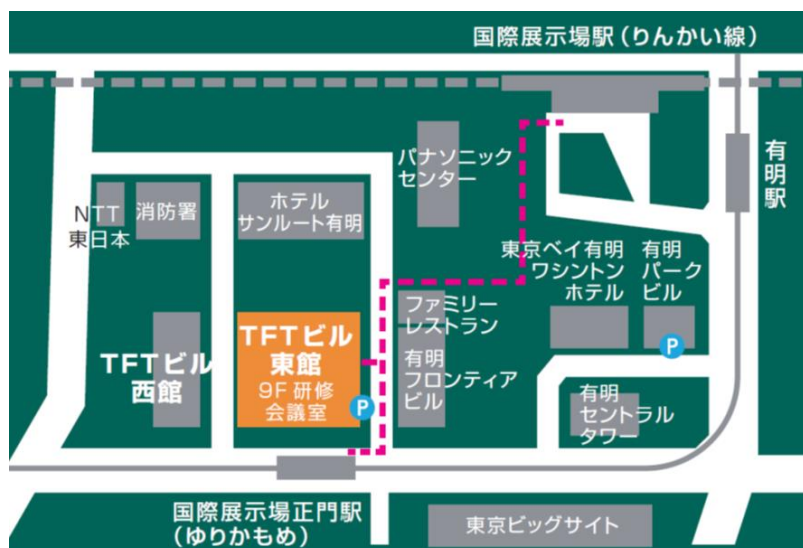 国際展示場駅（りんかい線）
パナソニック
センター
有明駅
NTT
東日本
消防署
ホテル
サンルート有明
東京ベイ有明
ワシントン
ホテル
有明
パーク
ビル
ファミリー
レストラン
TFTビル
東館
9F 研修
会議室
P
TFTビル
西館
有明
フロンティア
ビル
P
有明
セントラル
タワー
国際展示場正門駅
（ゆりかもめ）
東京ビッグサイト